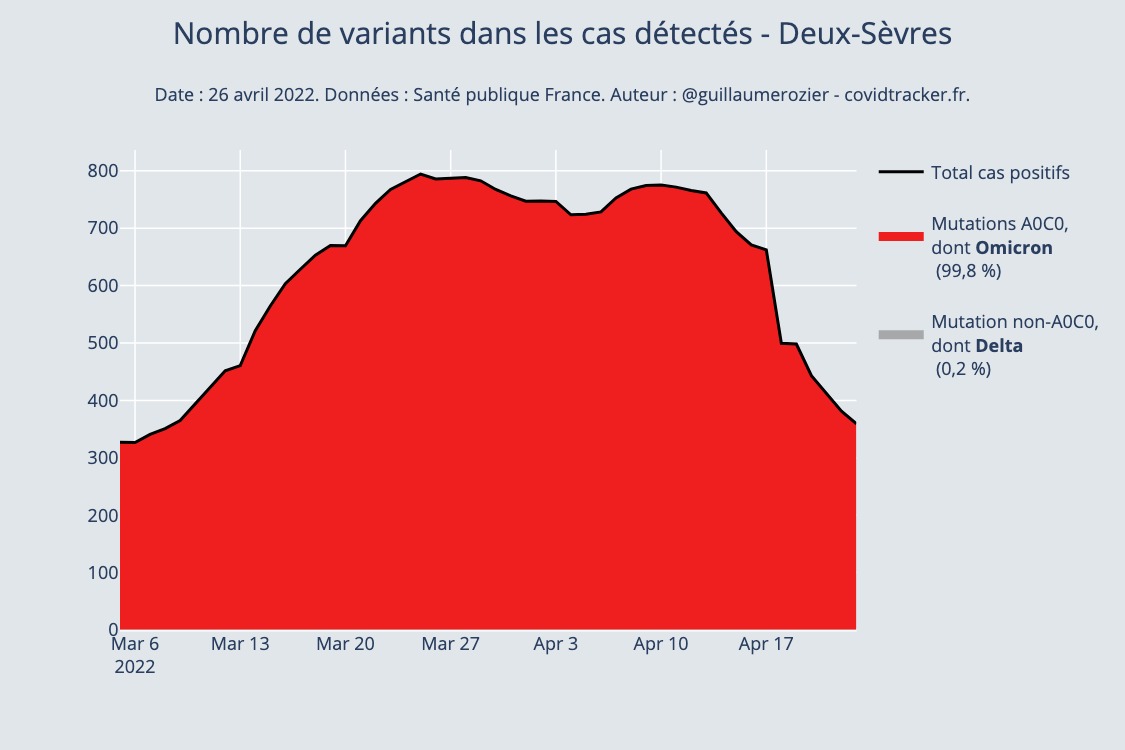 Nombre de variants dans les cas détectés - Deux-Sèvres
Date : 26 avril 2022. Données : Santé publique France. Auteur : @guillaumerozier - covidtracker.fr.
800
700
600
500
400
300
200
100
0
Mar 6
2022
Mar 13
Mar 20
Mar 27
Apr 3
Apr 10
Apr 17
Total cas positifs
Mutations A0C0,
dont Omicron
(99,8 %)
Mutation non-A0C0,
dont Delta
(0,2 %)